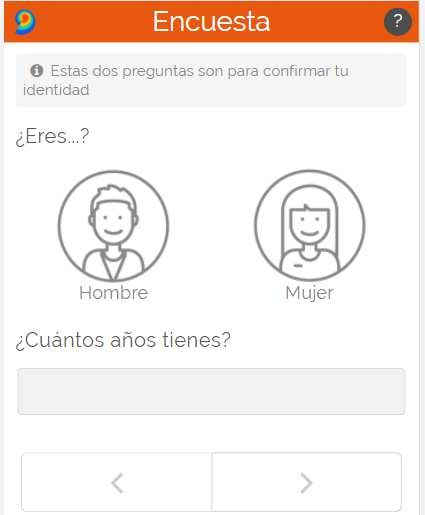 Encuesta
?
Estas dos preguntas son para confirmar tu
identidad
¿Eres...?
Hombre
Mujer
¿Cuántos años tienes?